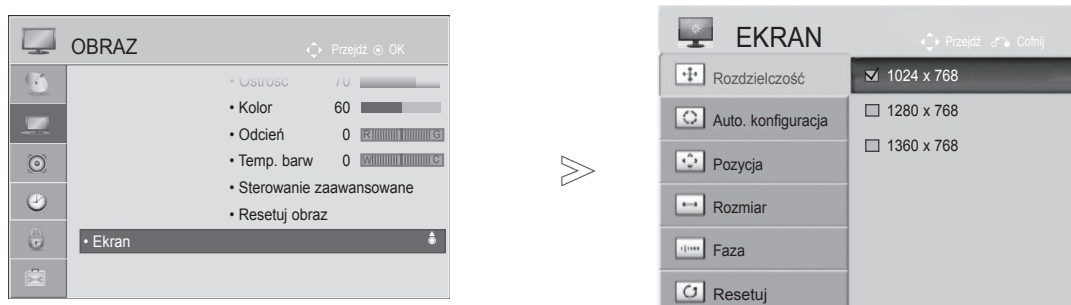 OBRAZ
Przejdź OK
• Ostrość 70
• Kolor 60
• Odcień 0 R G
• Temp. barw 0 W C
• Sterowanie zaawansowane
• Resetuj obraz
• Ekran
EKRAN
Przejdź Cofnij
Rozdzielczość
Auto. konfiguracja
Pozycja
Rozmiar
Faza
Resetuj
1024 x 768
1280 x 768
1360 x 768